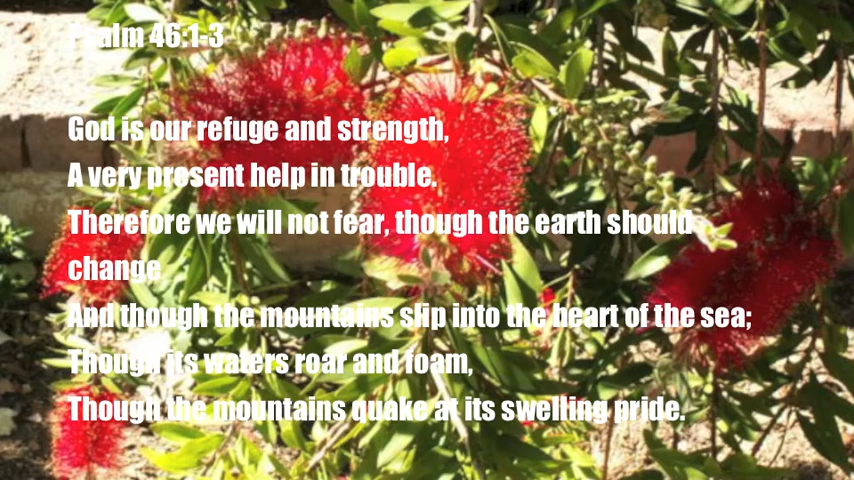 Psalm 46:1-3
God is our refuge and strength,
A very present help in trouble.
Therefore we will not fear, though the earth should
change
And though the mountains slip into the heart of the sea;
Though its waters roar and foam,
Though the mountains quake at its swelling pride.